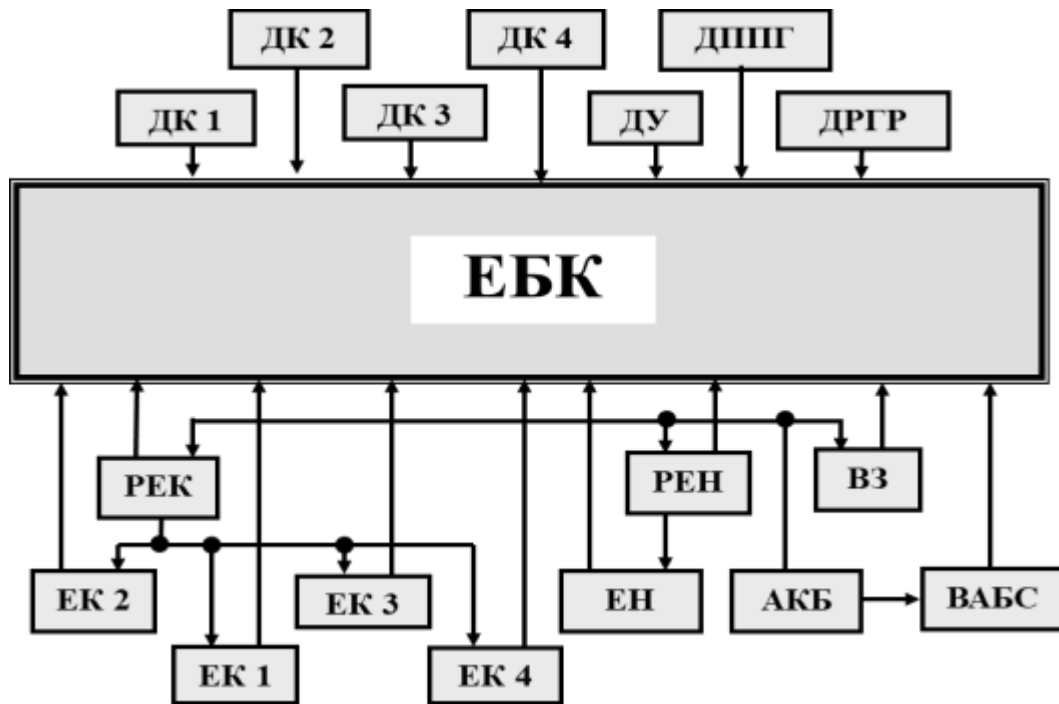 ДК 2
ДК 4
ДППГ
ДК 1
ДК 3
ДУ
ДРГР
ЕБК
РЕК
РЕН
ВЗ
ЕК 2
ЕК 3
ЕН
АКБ
ВАБС
ЕК 1
ЕК 4